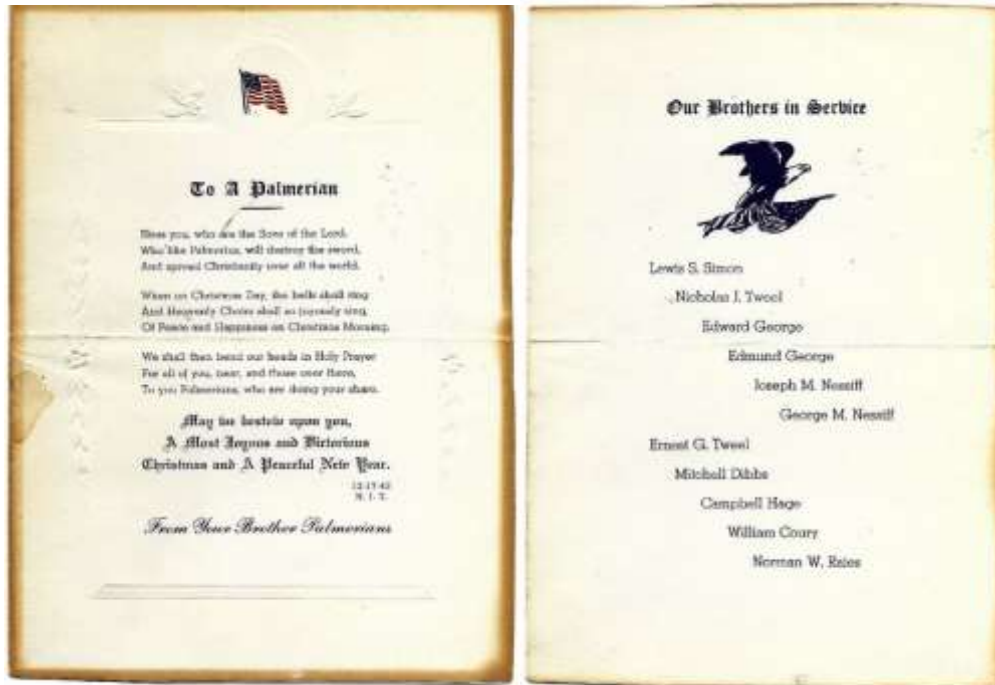 To A Palmerian
Bless you, who are the Sons of the Lord,
Who like Palmerius, will destroy the sword,
And spread Christianity over all the world.
When on Christmas Day, the bells shall ring
And Heavenly Choirs shall so joyously sing
Of Peace and Happiness on Christmas Morning.
We shall then bend our heads in Holy Prayer
For all of you, near, and those over there,
To you Palmerians, who are doing your share.
May be bestow upon you,
A Most Joyous and Victorious
Christmas and A Peaceful New Year.
12-17-42
N. I. T.
From Your Brother Palmerians
Our Brothers in Service
Lewis S. Simon
Nicholas J. Tweel
Edward George
Edmund George
Joseph M. Nessiff
George M. Nessiff
Ernest G. Tweel
Mitchell Dibbs
Campbell Hage
William Coury
Norman W. Raies